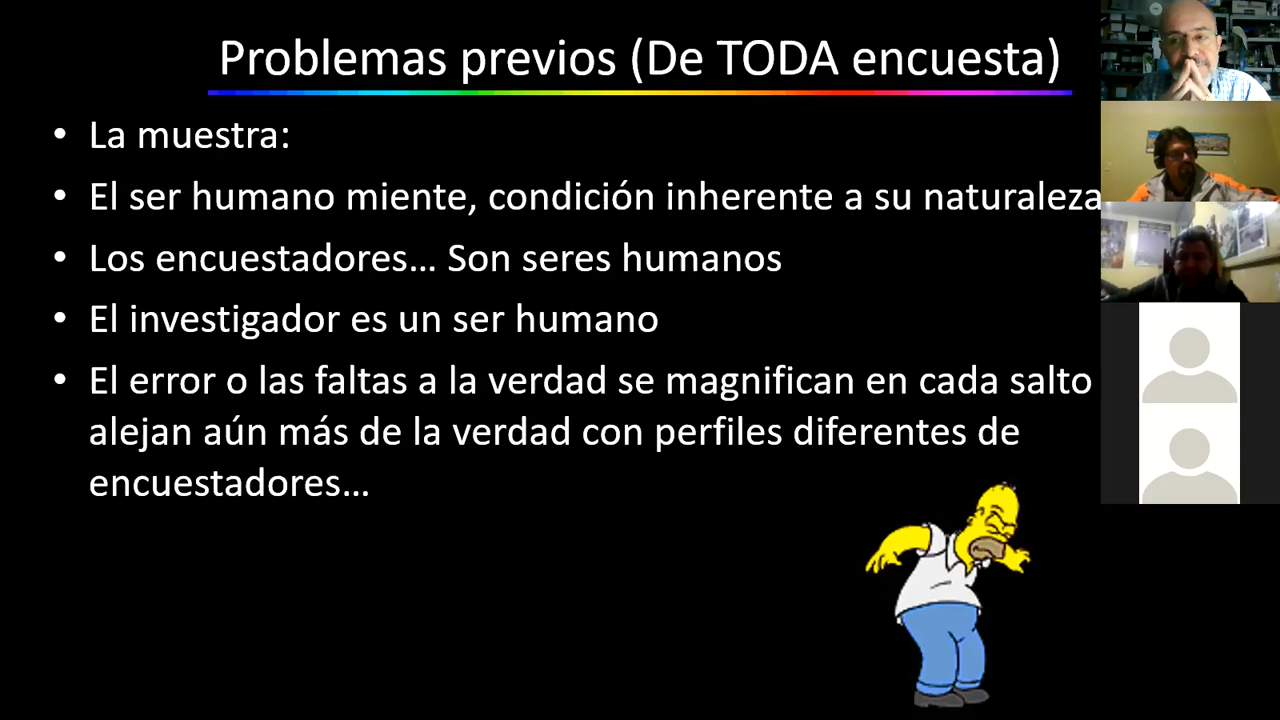 Problemas previos (De TODA encuesta)
• La muestra:
• El ser humano miente, condición inherente a su naturaleza
• Los encuestadores... Son seres humanos
• El investigador es un ser humano
• El error o las faltas a la verdad se magnifican en cada salto
alejan aún más de la verdad con perfiles diferentes de
encuestadores...